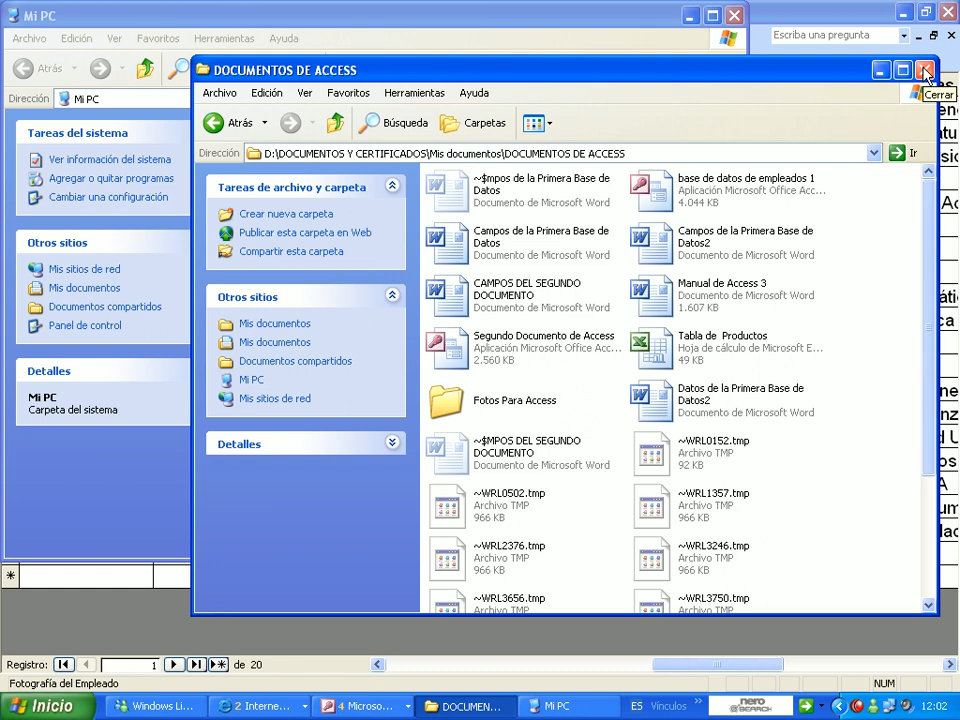 Mi PC
Archivo Edición Ver Favoritos Herramientas Ayuda
Escriba una pregunta
Atrás
Dirección Mi PC
Tareas del sistema
Ver información del sistema
Agregar o quitar programas
Cambiar una configuración
Otros sitios
Mis sitios de red
Mis documentos
Documentos compartidos
Panel de control
Detalles
Mi PC
Carpeta del sistema
DOCUMENTOS DE ACCESS
Cerrar
Archivo Edición Ver Favoritos Herramientas Ayuda
Atrás Búsqueda Carpetas
Dirección D:\DOCUMENTOS Y CERTIFICADOS\Mis documentos\DOCUMENTOS DE ACCESS Ir
Tareas de archivo y carpeta
Crear nueva carpeta
Publicar esta carpeta en Web
Compartir esta carpeta
Otros sitios
Mis documentos
Mis documentos
Documentos compartidos
Mi PC
Mis sitios de red
Detalles
~$mpos de la Primera Base de
Datos
Documento de Microsoft Word
base de datos de empleados 1
Aplicación Microsoft Office Acc...
4.044 KB
Campos de la Primera Base de
Datos
Documento de Microsoft Word
Campos de la Primera Base de
Datos2
Documento de Microsoft Word
CAMPOS DEL SEGUNDO
DOCUMENTO
Documento de Microsoft Word
Manual de Access 3
Documento de Microsoft Word
1.607 KB
Segundo Documento de Access
Aplicación Microsoft Office Acc...
2.560 KB
Tabla de Productos
Hoja de cálculo de Microsoft E...
49 KB
Fotos Para Access
Datos de la Primera Base de
Datos2
Documento de Microsoft Word
~$MPOS DEL SEGUNDO
DOCUMENTO
Documento de Microsoft Word
~WRL0152.tmp
Archivo TMP
92 KB
~WRL0502.tmp
Archivo TMP
966 KB
~WRL1357.tmp
Archivo TMP
966 KB
~WRL2376.tmp
Archivo TMP
966 KB
~WRL3246.tmp
Archivo TMP
966 KB
~WRL3656.tmp
Archivo TMP
~WRL3750.tmp
Archivo TMP
Registro: 1 de 20
Fotografía del Empleado NUM
Inicio Windows Li... 2 Interne... 4 Microso... DOCUMEN... Mi PC ES Vínculos » nero SEARCH 12:02